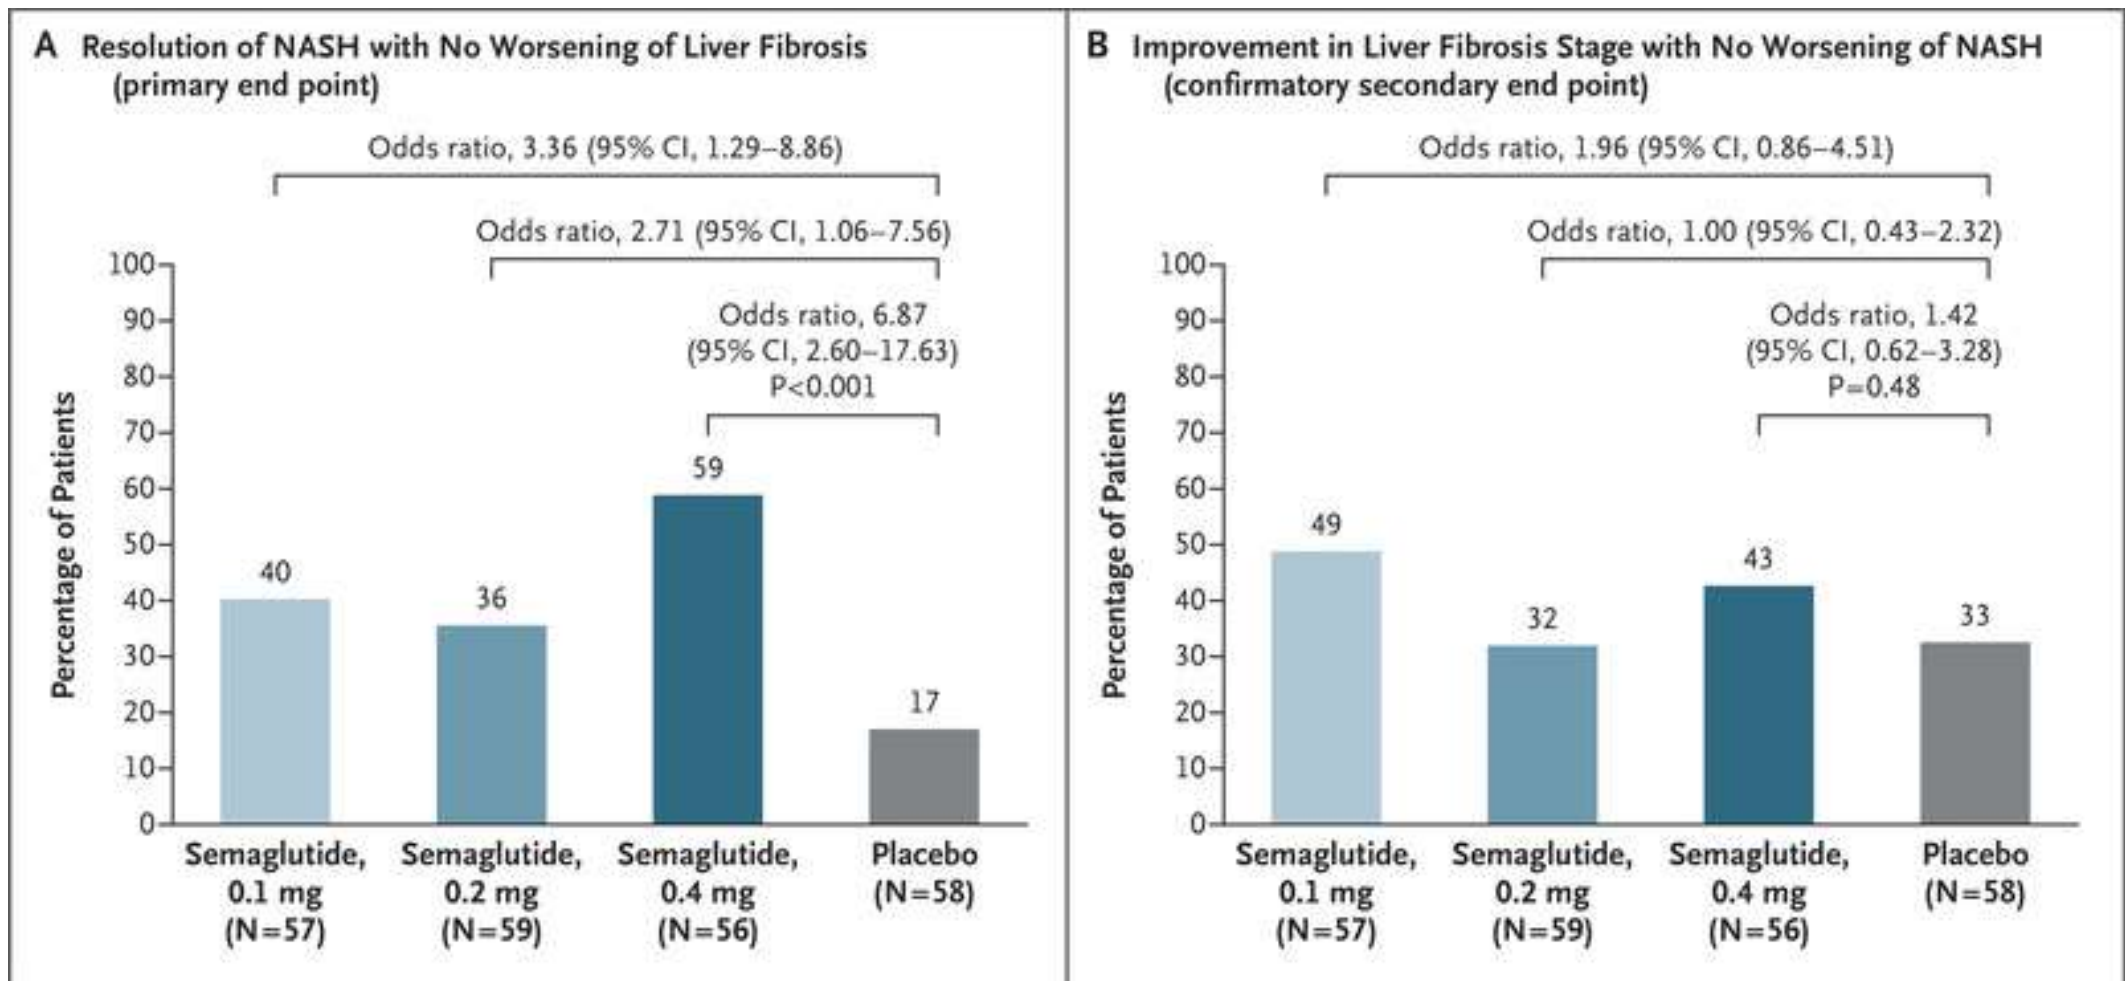 A Resolution of NASH with No Worsening of Liver Fibrosis
(primary end point)
Odds ratio, 3.36 (95% CI, 1.29–8.86)
Odds ratio, 2.71 (95% CI, 1.06–7.56)
Odds ratio, 6.87
(95% CI, 2.60–17.63)
P<0.001
Percentage of Patients
100
90
80
70
60
50
40
30
20
10
0
40
36
59
17
Semaglutide,
0.1 mg
(N=57)
Semaglutide,
0.2 mg
(N=59)
Semaglutide,
0.4 mg
(N=56)
Placebo
(N=58)
B Improvement in Liver Fibrosis Stage with No Worsening of NASH
(confirmatory secondary end point)
Odds ratio, 1.96 (95% CI, 0.86–4.51)
Odds ratio, 1.00 (95% CI, 0.43–2.32)
Odds ratio, 1.42
(95% CI, 0.62–3.28)
P=0.48
Percentage of Patients
100
90
80
70
60
50
40
30
20
10
0
49
32
43
33
Semaglutide,
0.1 mg
(N=57)
Semaglutide,
0.2 mg
(N=59)
Semaglutide,
0.4 mg
(N=56)
Placebo
(N=58)